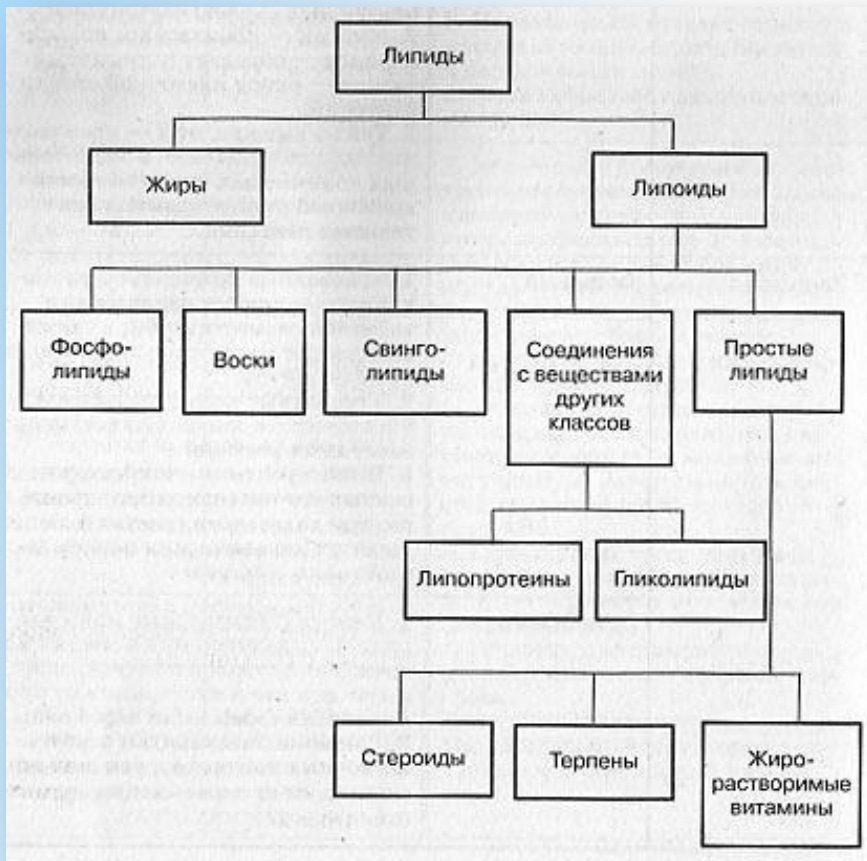 Липиды
Жиры
Липоиды
Фосфо-
липиды
Воски
Свинго-
липиды
Соединения
с веществами
других
классов
Простые
липиды
Липопротеины
Гликолипиды
Стероиды
Терпены
Жиро-
растворимые
витамины